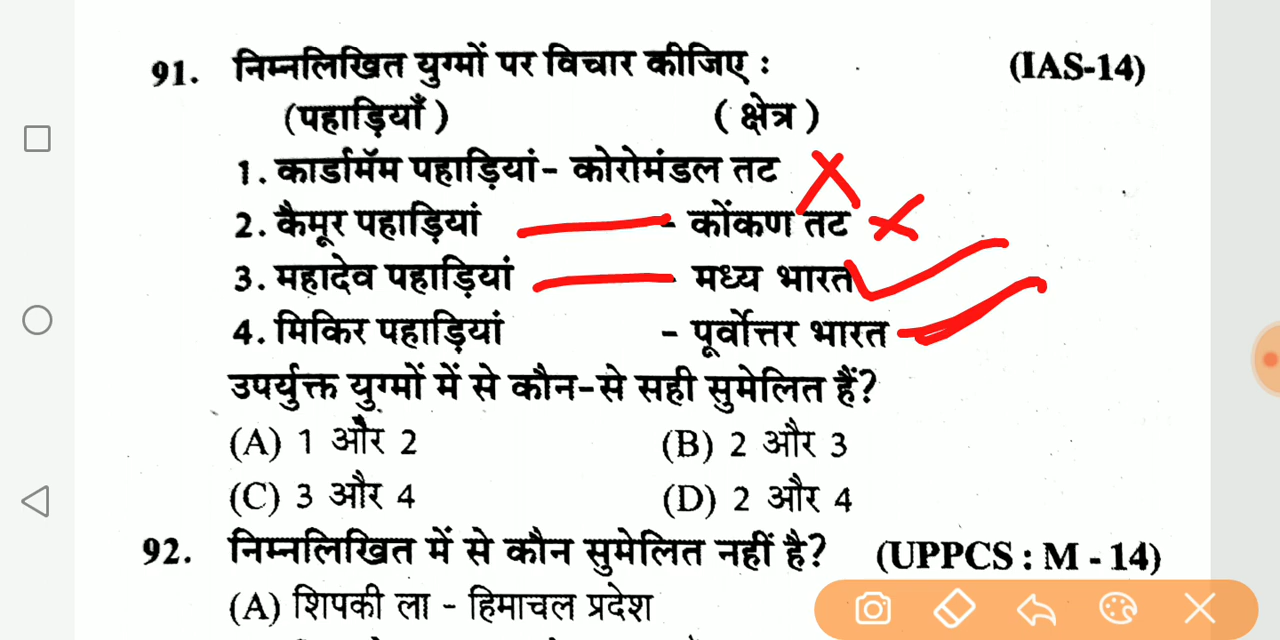 91. निम्नलिखित युग्मों पर विचार कीजिए : (IAS-14)
(पहाड़ियाँ) (क्षेत्र)
1. कार्डामॅम पहाड़ियां- कोरोमंडल तट
2. कैमूर पहाड़ियां - कोंकण तट
3. महादेव पहाड़ियां - मध्य भारत
4. मिकिर पहाड़ियां - पूर्वोत्तर भारत
उपर्युक्त युग्मों में से कौन-से सही सुमेलित हैं?
(A) 1 और 2 (B) 2 और 3
(C) 3 और 4 (D) 2 और 4
92. निम्नलिखित में से कौन सुमेलित नहीं है? (UPPCS : M - 14)
(A) शिपकी ला - हिमाचल प्रदेश